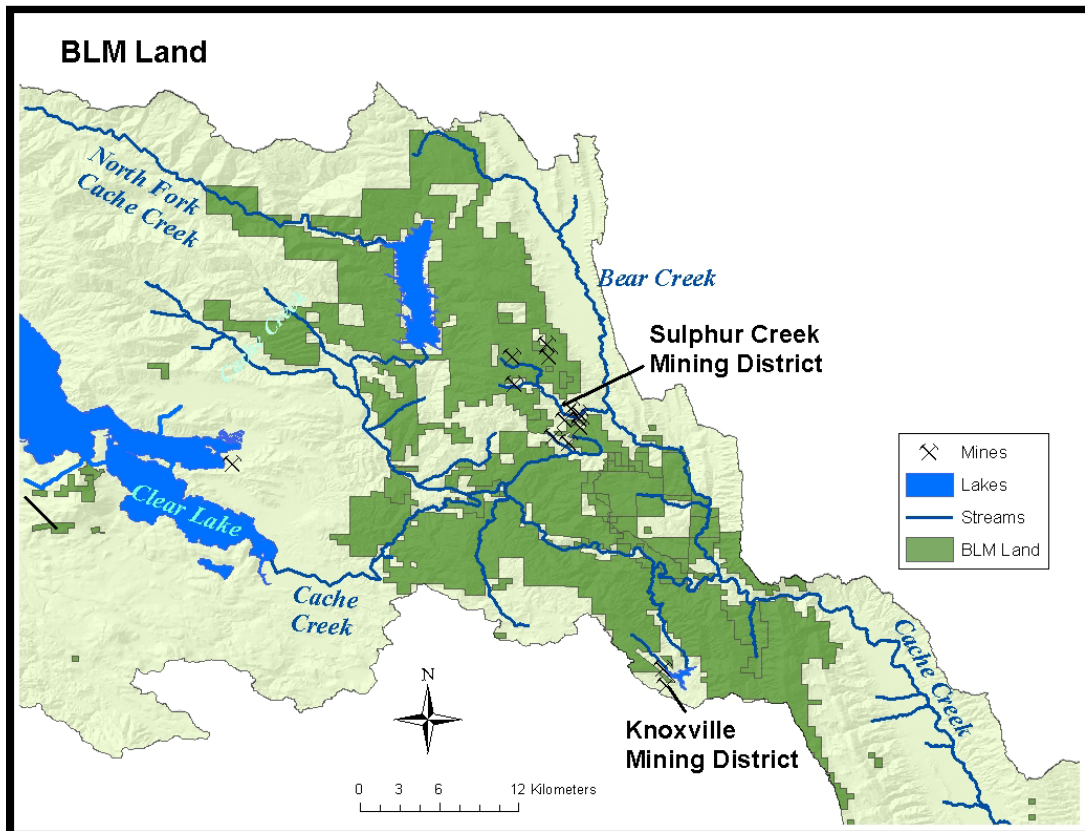 BLM Land
North Fork
Cache Creek
Bear Creek
Sulphur Creek
Mining District
Mines
Lakes
Streams
BLM Land
Clear Lake
Cache
Creek
Cache Creek
N
Knoxville
Mining District
0 3 6 12 Kilometers